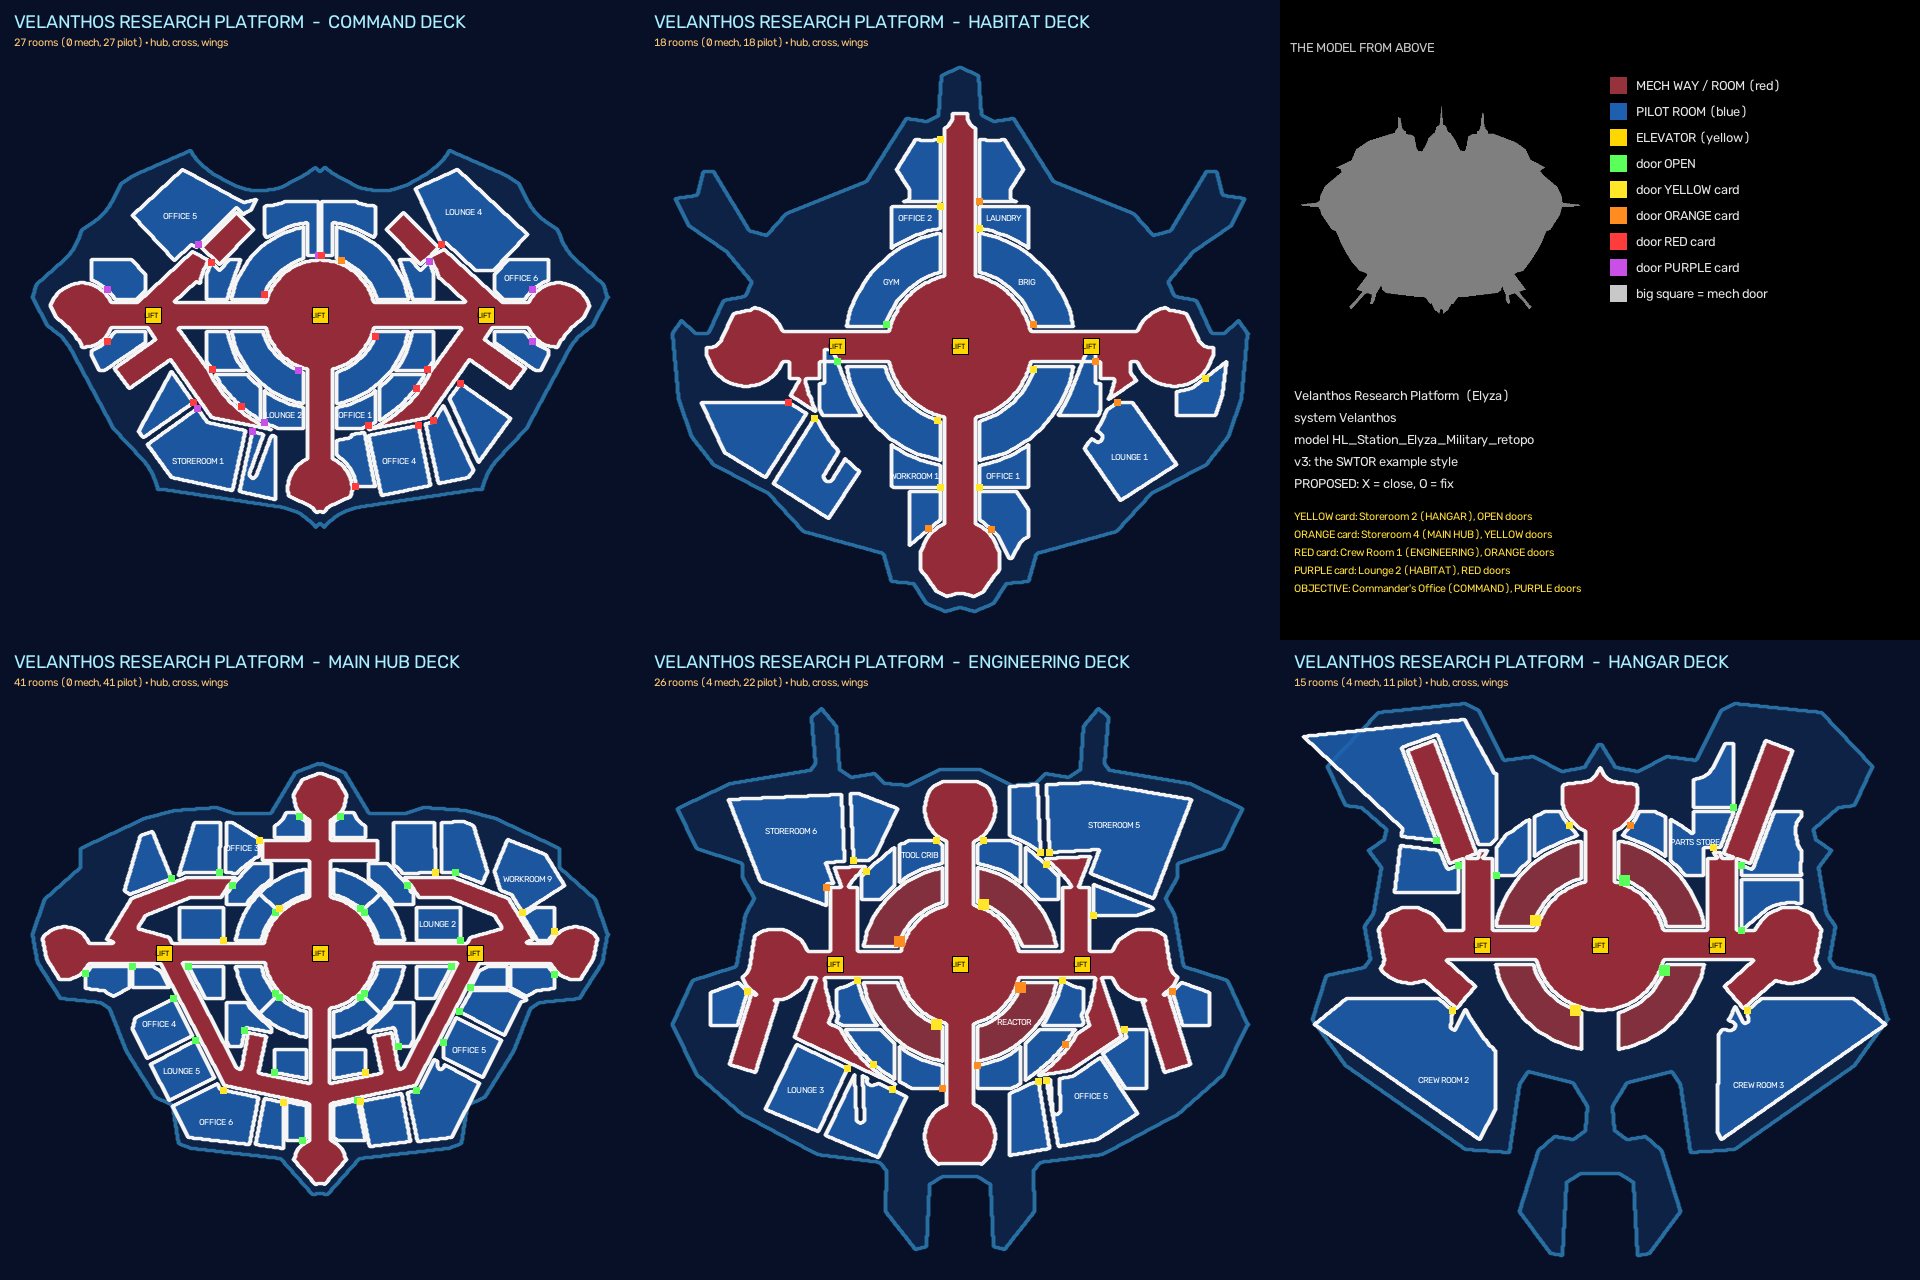 VELANTHOS RESEARCH PLATFORM - COMMAND DECK
27 rooms (0 mech, 27 pilot) • hub, cross, wings
OFFICE 5
LOUNGE 4
OFFICE 6
LIFT
LIFT
LIFT
LOUNGE 2
OFFICE 1
STOREROOM 1
OFFICE 4
VELANTHOS RESEARCH PLATFORM - HABITAT DECK
18 rooms (0 mech, 18 pilot) • hub, cross, wings
OFFICE 2
LAUNDRY
GYM
BRIG
LIFT
LIFT
LIFT
LOUNGE 1
WORKROOM 1
OFFICE 1
THE MODEL FROM ABOVE
MECH WAY / ROOM (red)
PILOT ROOM (blue)
ELEVATOR (yellow)
door OPEN
door YELLOW card
door ORANGE card
door RED card
door PURPLE card
big square = mech door
Velanthos Research Platform (Elyza)
system Velanthos
model HL_Station_Elyza_Military_retopo
v3: the SWTOR example style
PROPOSED: X = close, O = fix
YELLOW card: Storeroom 2 (HANGAR), OPEN doors
ORANGE card: Storeroom 4 (MAIN HUB), YELLOW doors
RED card: Crew Room 1 (ENGINEERING), ORANGE doors
PURPLE card: Lounge 2 (HABITAT), RED doors
OBJECTIVE: Commander's Office (COMMAND), PURPLE doors
VELANTHOS RESEARCH PLATFORM - MAIN HUB DECK
41 rooms (0 mech, 41 pilot) • hub, cross, wings
OFFICE 3
WORKROOM 9
LOUNGE 2
LIFT
LIFT
LIFT
OFFICE 4
OFFICE 5
LOUNGE 5
OFFICE 6
VELANTHOS RESEARCH PLATFORM - ENGINEERING DECK
26 rooms (4 mech, 22 pilot) • hub, cross, wings
STOREROOM 6
STOREROOM 5
TOOL CRIB
LIFT
LIFT
LIFT
REACTOR
LOUNGE 3
OFFICE 5
VELANTHOS RESEARCH PLATFORM - HANGAR DECK
15 rooms (4 mech, 11 pilot) • hub, cross, wings
PARTS STORE
LIFT
LIFT
LIFT
CREW ROOM 2
CREW ROOM 3